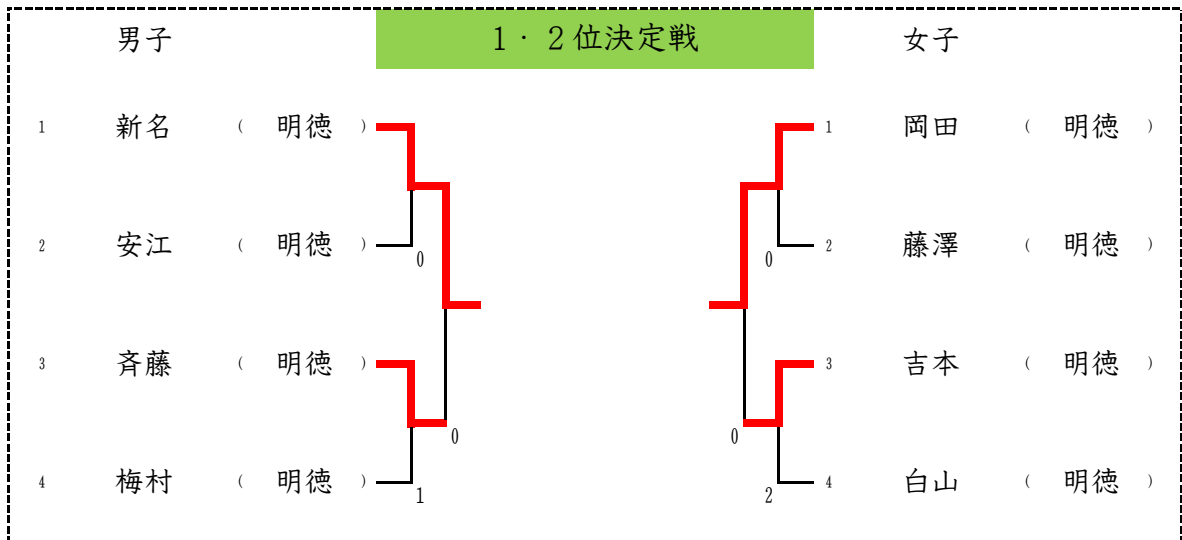 男子 1・2位決定戦 女子
1 新名 ( 明徳 ) 1 岡田 ( 明徳 )
2 安江 ( 明徳 ) 0 0 2 藤澤 ( 明徳 )
3 斉藤 ( 明徳 ) 3 吉本 ( 明徳 )
0 0
4 梅村 ( 明徳 ) 1 2 4 白山 ( 明徳 )